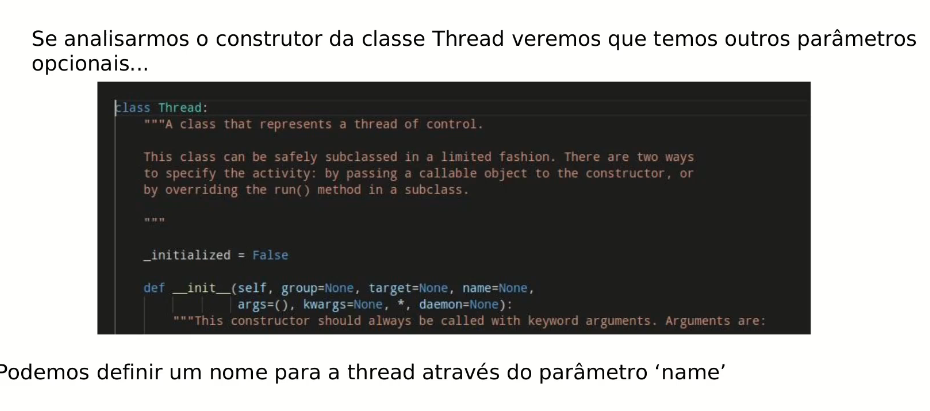 Se analisarmos o construtor da classe Thread veremos que temos outros parâmetros
opcionais...
class Thread:
"""A class that represents a thread of control.
This class can be safely subclassed in a limited fashion. There are two ways
to specify the activity: by passing a callable object to the constructor, or
by overriding the run() method in a subclass.
"""
_initialized = False
def __init__(self, group=None, target=None, name=None,
args=(), kwargs=None, *, daemon=None):
"""This constructor should always be called with keyword arguments. Arguments are:
Podemos definir um nome para a thread através do parâmetro ‘name’